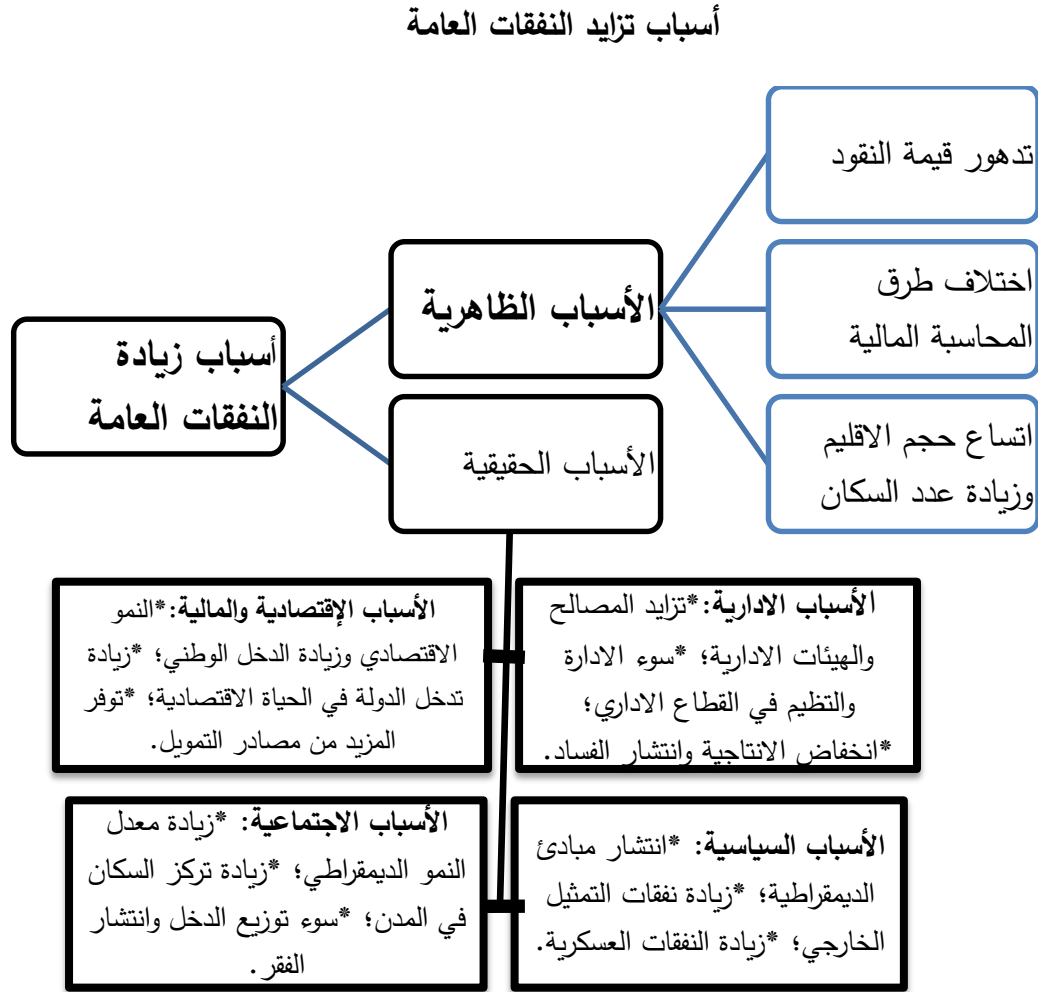 أسباب تزايد النفقات العامة
أسباب زيادة
النفقات العامة
الأسباب الظاهرية
تدهور قيمة النقود
اختلاف طرق
المحاسبة المالية
اتساع حجم الاقليم
وزيادة عدد السكان
الأسباب الحقيقية
الأسباب الادارية: *تزايد المصالح
والهيئات الادارية؛ *سوء الادارة
والتظيم في القطاع الاداري؛
*انخفاض الانتاجية وانتشار الفساد.
الأسباب الإقتصادية والمالية: *النمو
الاقتصادي وزيادة الدخل الوطني؛ *زيادة
تدخل الدولة في الحياة الاقتصادية؛ *توفر
المزيد من مصادر التمويل.
الأسباب السياسية: *انتشار مبادئ
الديمقراطية؛ *زيادة نفقات التمثيل
الخارجي؛ *زيادة النفقات العسكرية.
الأسباب الاجتماعية: *زيادة معدل
النمو الديمقراطي؛ *زيادة تركز السكان
في المدن؛ *سوء توزيع الدخل وانتشار
الفقر.